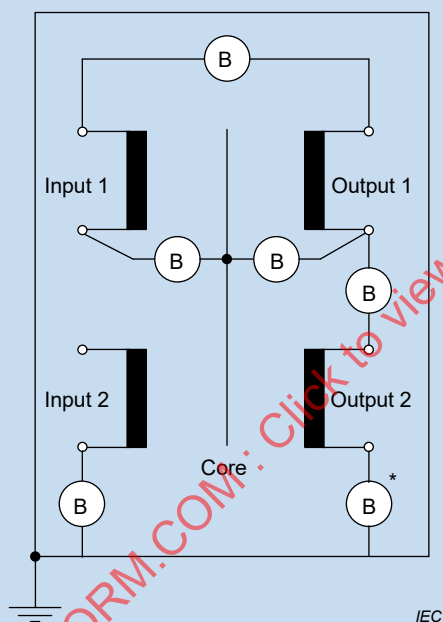 B
Input 1
Output 1
B
B
B
Input 2
Output 2
Core
B
B
*
IEC
ORM.COM : Click to view